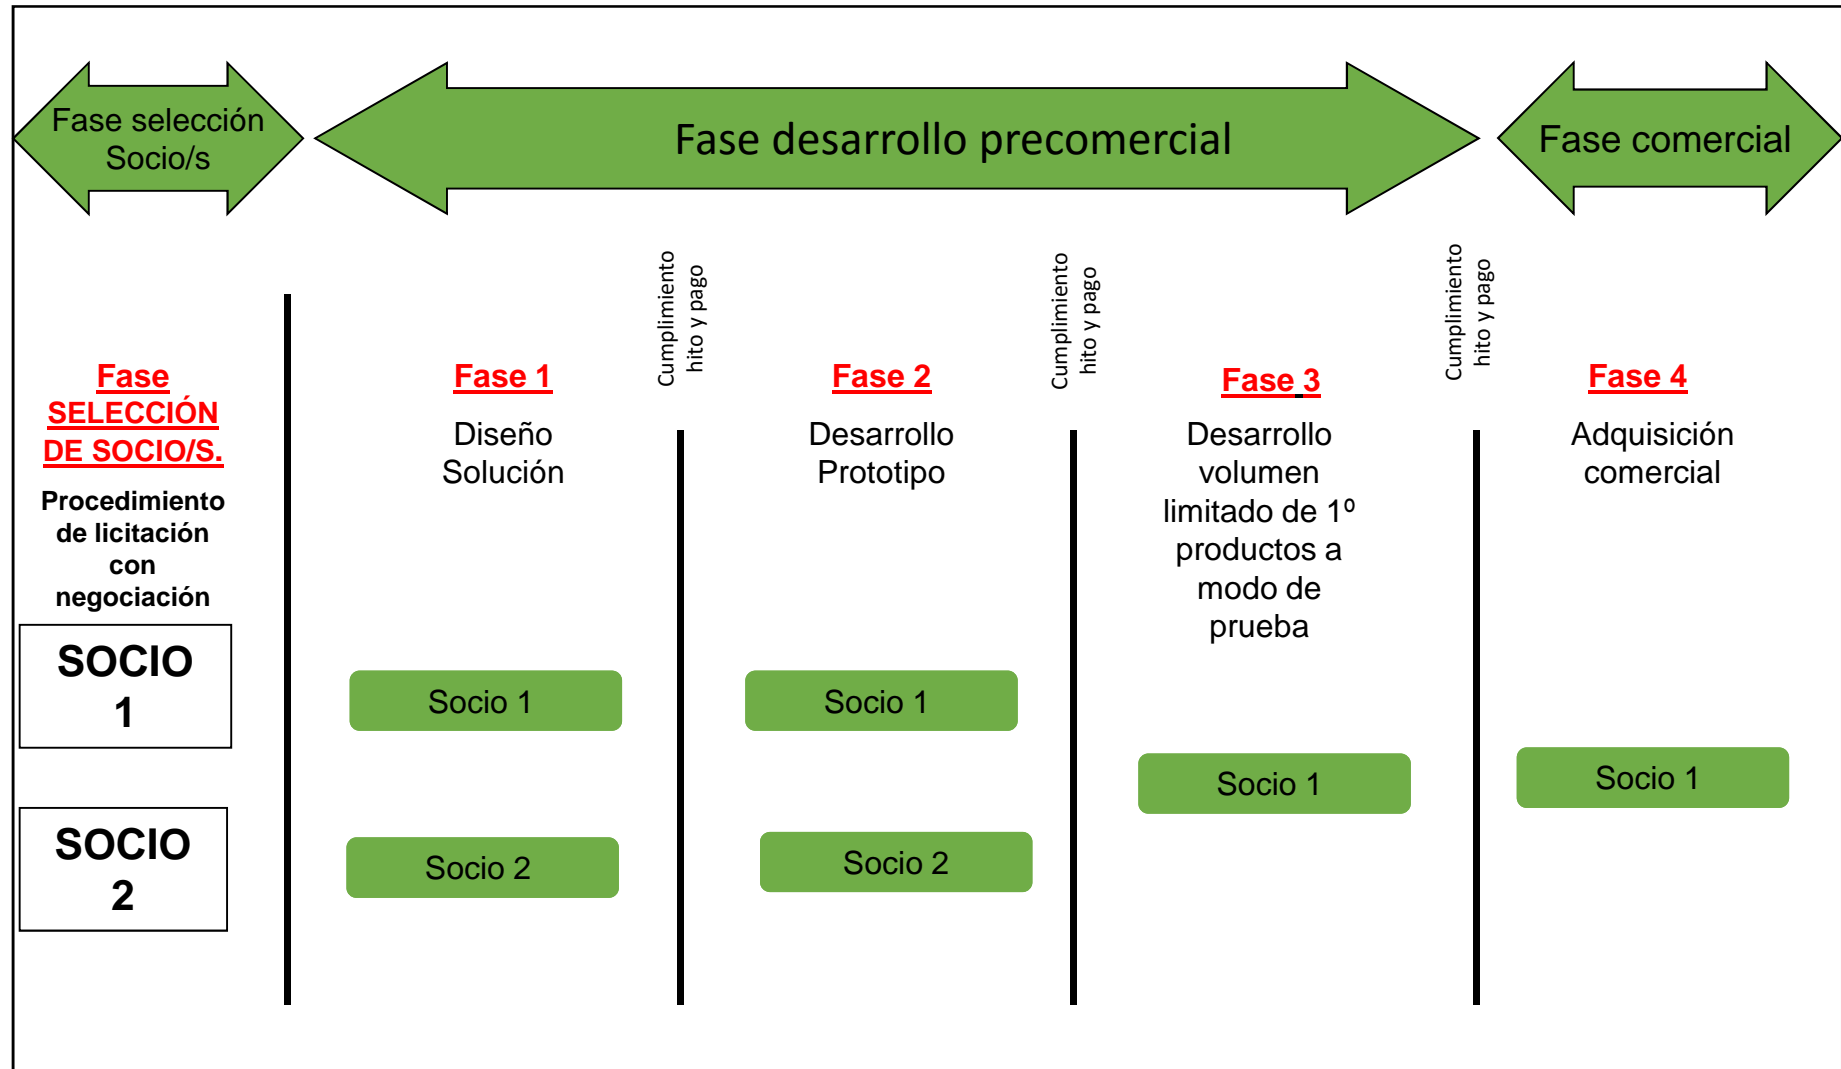 Fase selección
Socio/s
Fase desarrollo precomercial
Fase comercial
Fase
SELECCIÓN
DE SOCIO/S.
Procedimiento
de licitación
con
negociación
SOCIO
1
SOCIO
2
Fase 1
Diseño
Solución
Socio 1
Socio 2
Cumplimiento
hito y pago
Fase 2
Desarrollo
Prototipo
Socio 1
Socio 2
Cumplimiento
hito y pago
Fase 3
Desarrollo
volumen
limitado de 1º
productos a
modo de
prueba
Socio 1
Cumplimiento
hito y pago
Fase 4
Adquisición
comercial
Socio 1